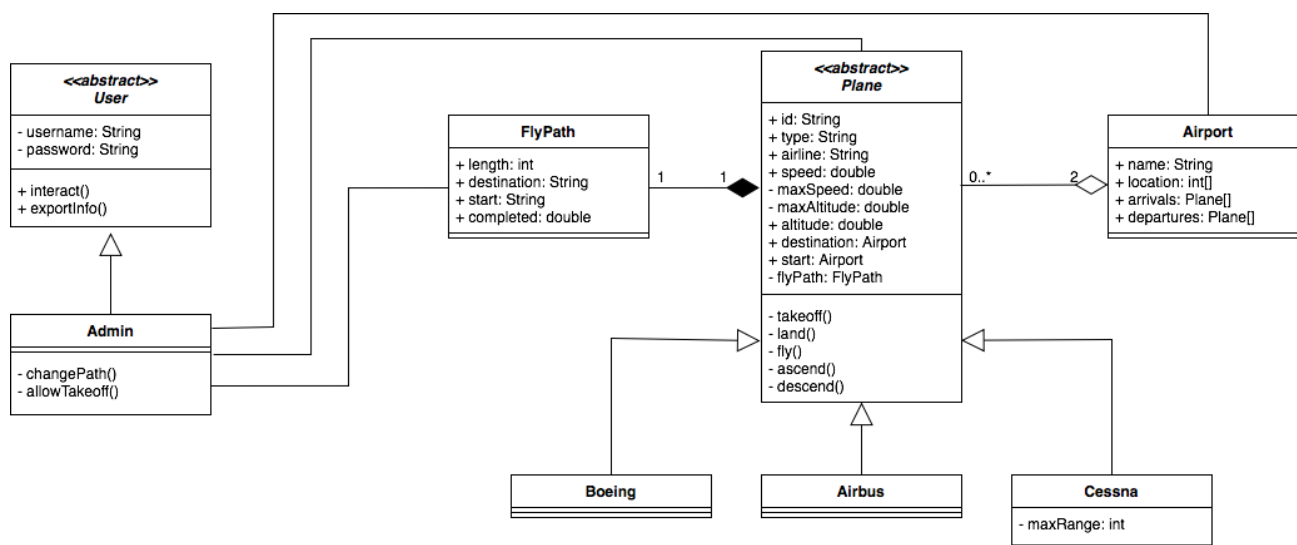 <<abstract>>
User
- username: String
- password: String
+ interact()
+ exportInfo()
Admin
- changePath()
- allowTakeoff()
FlyPath
+ length: int
+ destination: String
+ start: String
+ completed: double
1
1
<<abstract>>
Plane
+ id: String
+ type: String
+ airline: String
+ speed: double
- maxSpeed: double
- maxAltitude: double
+ altitude: double
+ destination: Airport
+ start: Airport
- flyPath: FlyPath
- takeoff()
- land()
- fly()
- ascend()
- descend()
0..*
2
Airport
+ name: String
+ location: int[]
+ arrivals: Plane[]
+ departures: Plane[]
Boeing
Airbus
Cessna
- maxRange: int